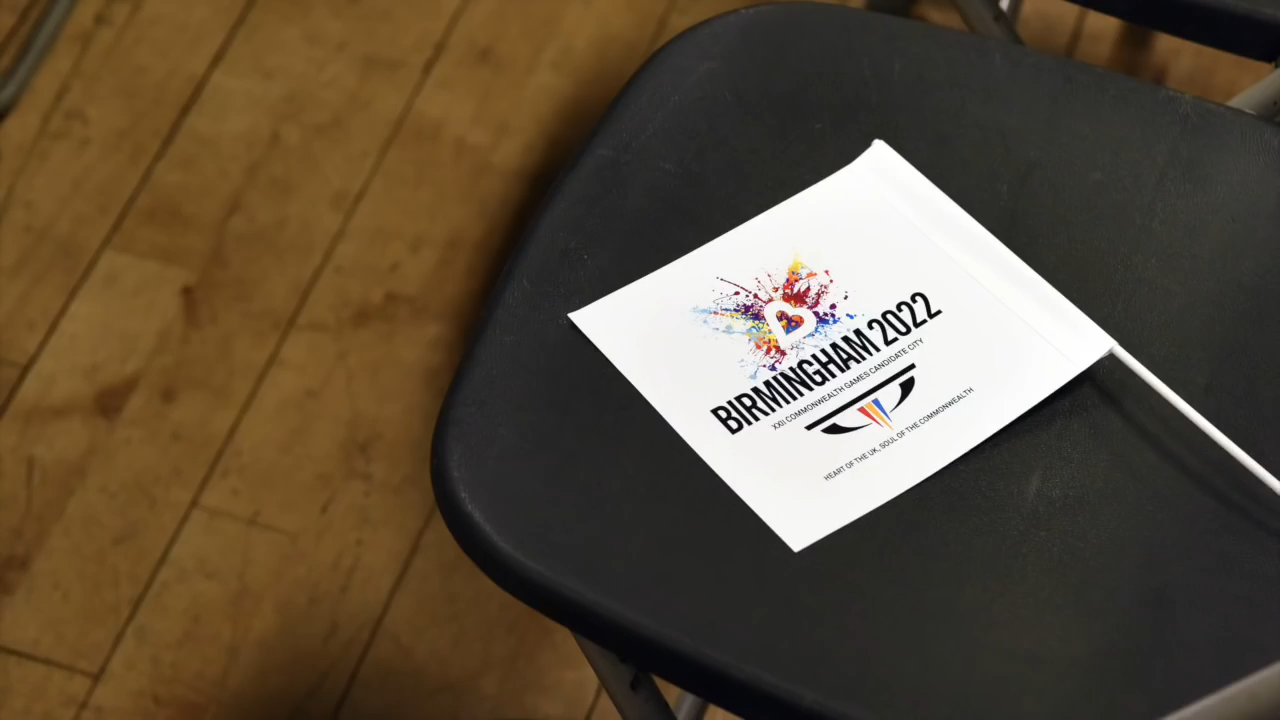 BIRMINGHAM 2022
XXII COMMONWEALTH GAMES CANDIDATE CITY
HEART OF THE UK, SOUL OF THE COMMONWEALTH